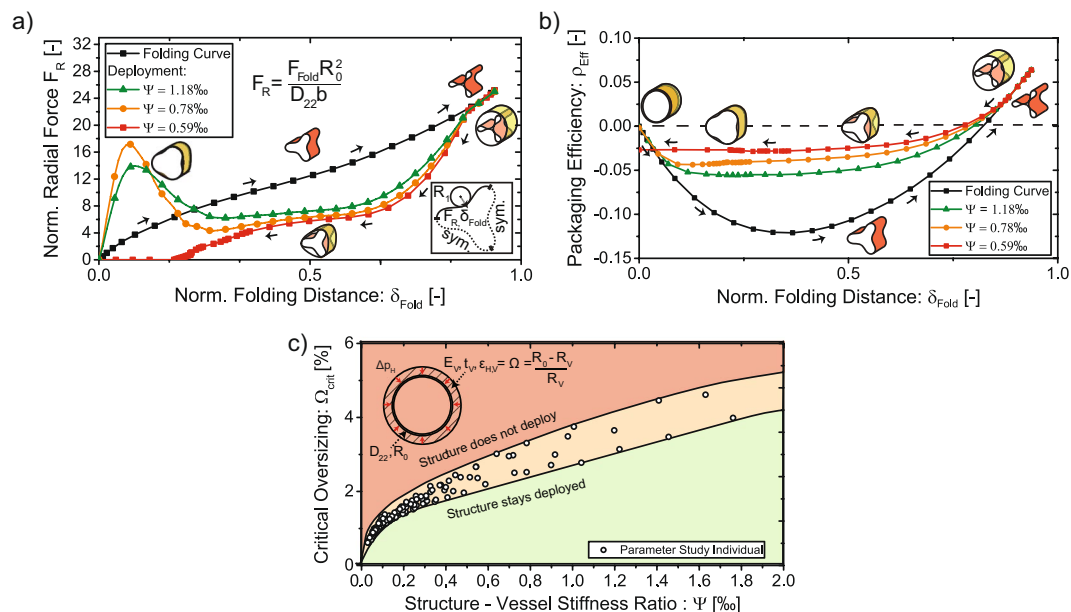 a)
Norm. Radial Force F_R [-]
32
28
24
20
16
12
8
4
0
Folding Curve
Deployment:
Ψ = 1.18‰
Ψ = 0.78‰
Ψ = 0.59‰
F_R = F_Fold R_0^2 / D_22 b
R
F_R δ_Fold
sym.
sym
0
0.5
1.0
Norm. Folding Distance: δ_Fold [-]
b)
Packaging Efficiency: ρ_Eff [-]
0.10
0.05
0.00
-0.05
-0.10
-0.15
Folding Curve
Ψ = 1.18‰
Ψ = 0.78‰
Ψ = 0.59‰
0
0.5
1.0
Norm. Folding Distance: δ_Fold [-]
c)
Critical Oversizing: Ω_crit [%]
6
4
2
0
Δp_H
E_V, t_V, ε_H,V = Ω = R_0 - R_V / R_V
D_22, R_0
Structure does not deploy
Structure stays deployed
Parameter Study Individual
0.0 0.2 0.4 0.6 0.8 1.0 1.2 1.4 1.6 1.8 2.0
Structure - Vessel Stiffness Ratio : Ψ [‰]